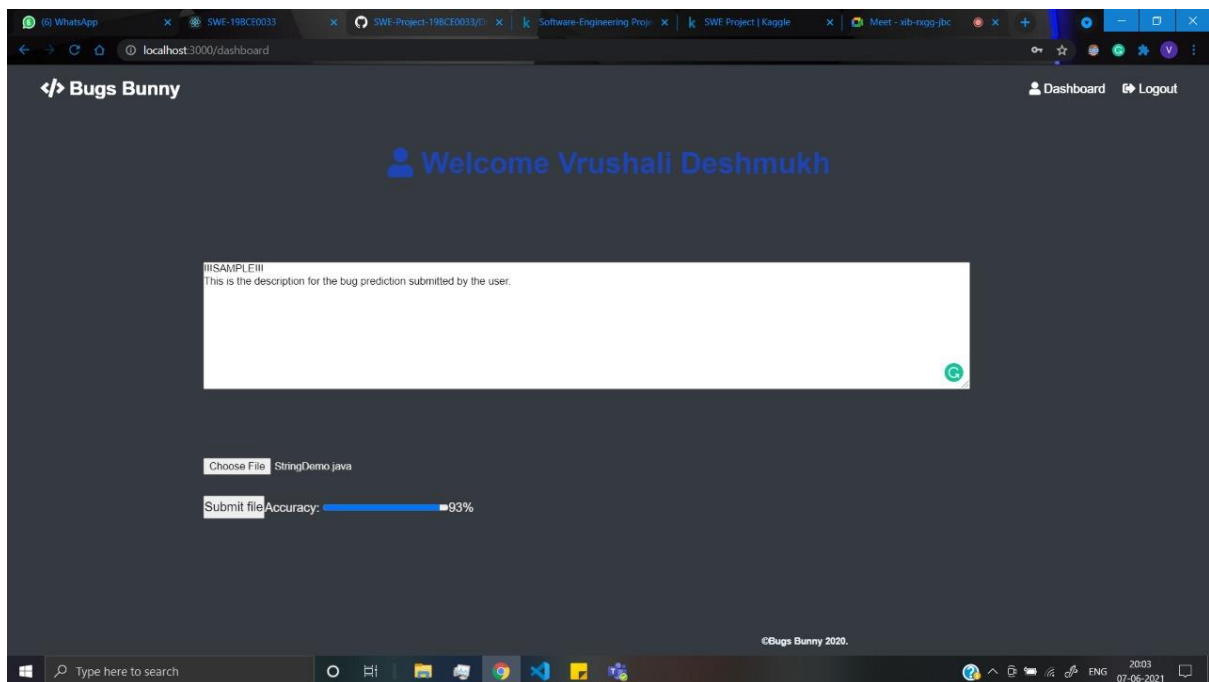 (6) WhatsApp
SWE-19BCE0033
SWE-Project-19BCE0033/
Software-Engineering Proje
SWE Project | Kaggle
Meet - xib-rxgg-jbc
localhost:3000/dashboard
</> Bugs Bunny
Dashboard
Logout
Welcome Vrushali Deshmukh
!!!SAMPLE!!!
This is the description for the bug prediction submitted by the user.
Choose File StringDemo.java
Submit file Accuracy: 93%
©Bugs Bunny 2020.
Type here to search
ENG
20:03
07-06-2021